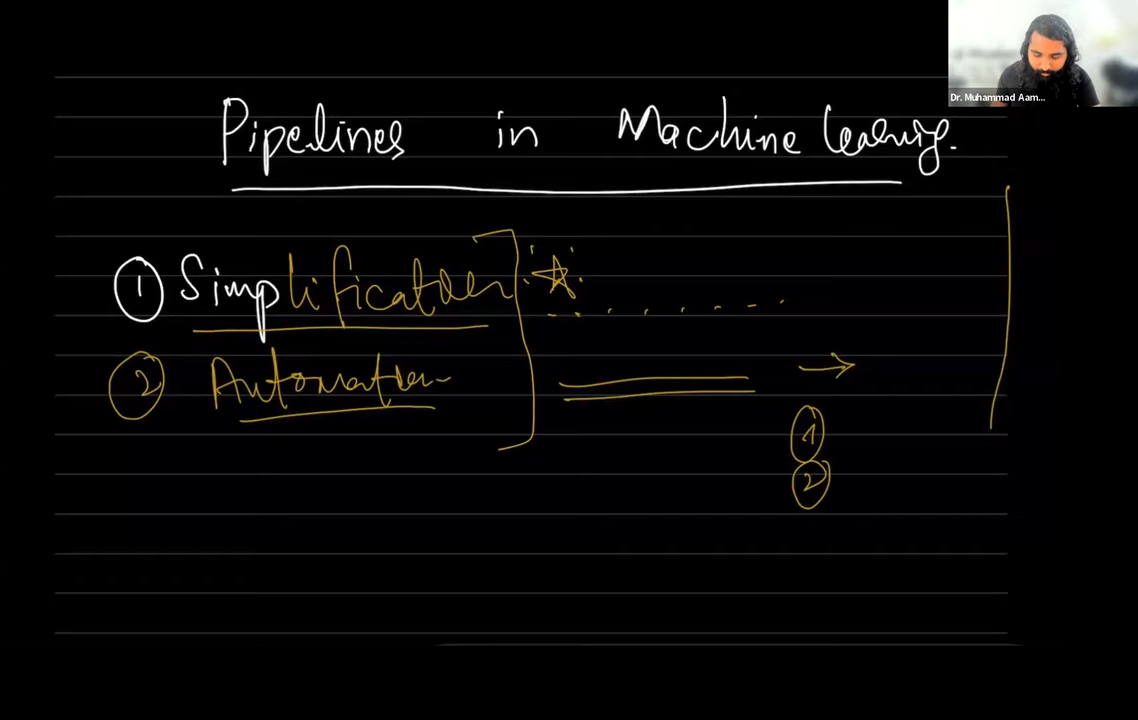 Dr. Muhammad Aam...
Pipelines in Machine Learning.
① Simplification
② Automation
①
②